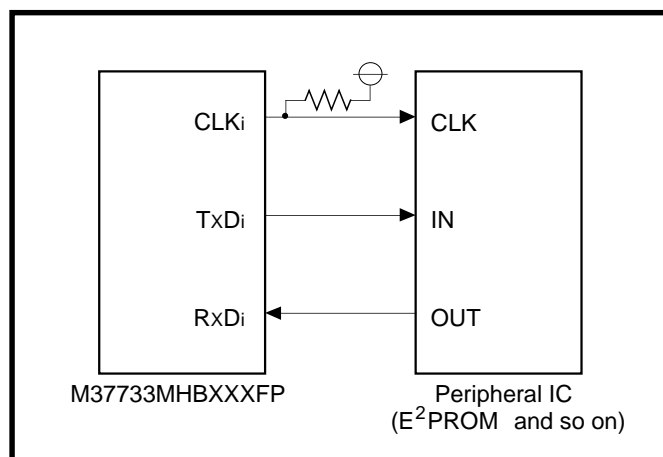 CLKi CLK
TxDi IN
RxDi OUT
M37733MHBXXXFP Peripheral IC
(E²PROM and so on)